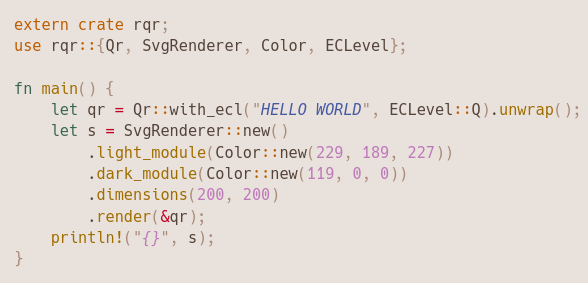 extern crate rqr;
use rqr::{Qr, SvgRenderer, Color, ECLevel};

fn main() {
    let qr = Qr::with_ecl("HELLO WORLD", ECLevel::Q).unwrap();
    let s = SvgRenderer::new()
        .light_module(Color::new(229, 189, 227))
        .dark_module(Color::new(119, 0, 0))
        .dimensions(200, 200)
        .render(&qr);
    println!("{}", s);
}